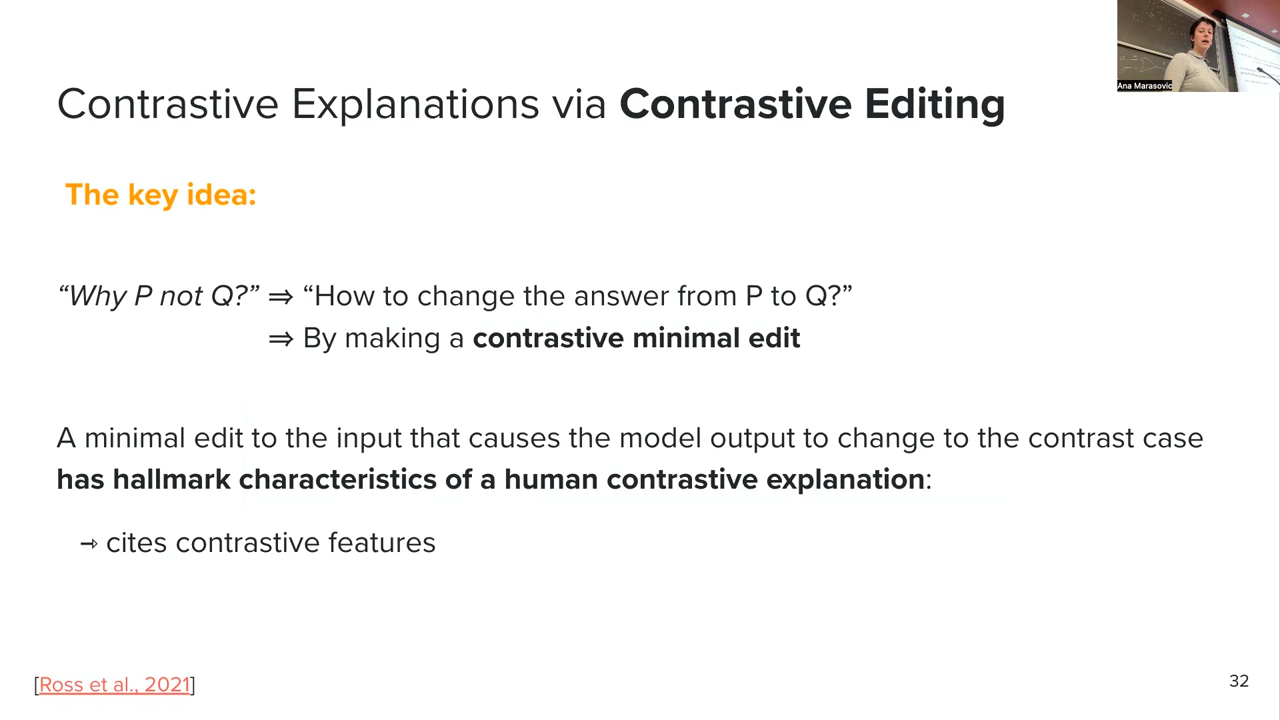 Ana Marasovic
Contrastive Explanations via Contrastive Editing
The key idea:
“Why P not Q?” ⇒ “How to change the answer from P to Q?”
⇒ By making a contrastive minimal edit
A minimal edit to the input that causes the model output to change to the contrast case
has hallmark characteristics of a human contrastive explanation:
→ cites contrastive features
[Ross et al., 2021]
32